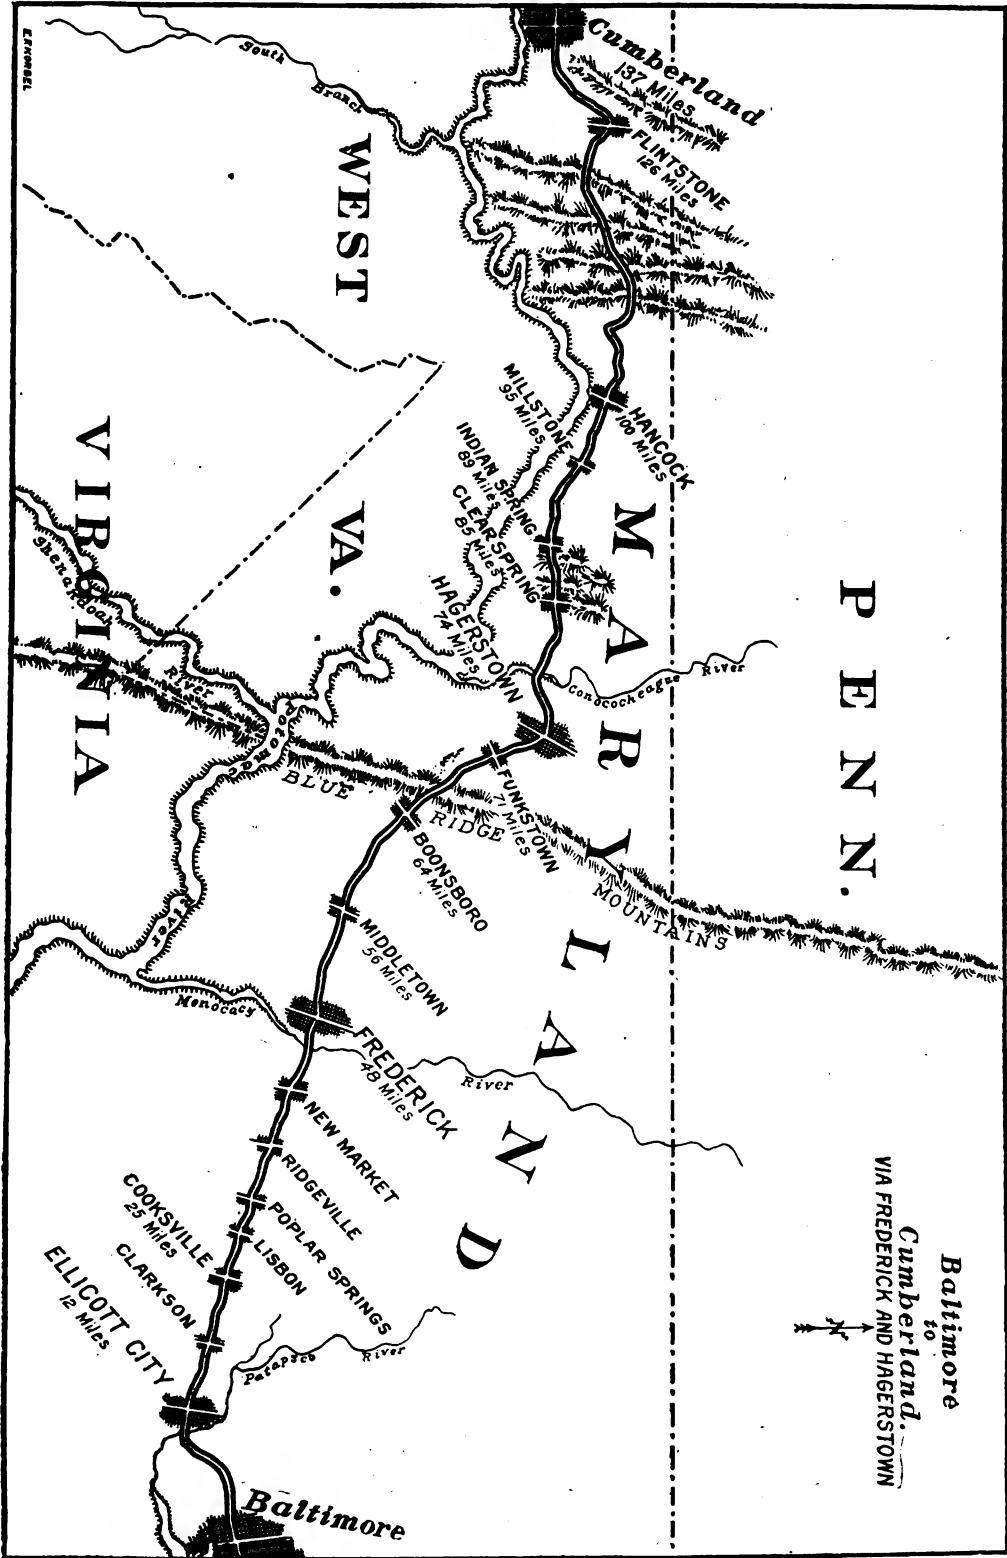 Baltimore
to
Cumberland.
VIA FREDERICK AND HAGERSTOWN
N
PENN.
MARYLAND
WEST
VA.
VIRGINIA
Cumberland
137 Miles
FLINTSTONE
126 Miles
HANCOCK
100 Miles
MILLSTONE
95 Miles
INDIAN SPRING
89 Miles
CLEARSPRING
85 Miles
HAGERSTOWN
74 Miles
FUNKSTOWN
71 Miles
BOONSBORO
64 Miles
MIDDLETOWN
56 Miles
FREDERICK
48 Miles
NEW MARKET
RIDGEVILLE
POPLAR SPRINGS
LISBON
COOKSVILLE
25 Miles
CLARKSON
ELLICOTT CITY
12 Miles
Baltimore
South
Branch
Conococheague River
Shenandoah
River
Potomac
River
BLUE
RIDGE
MOUNTAINS
Monocacy
River
Patapsco
River